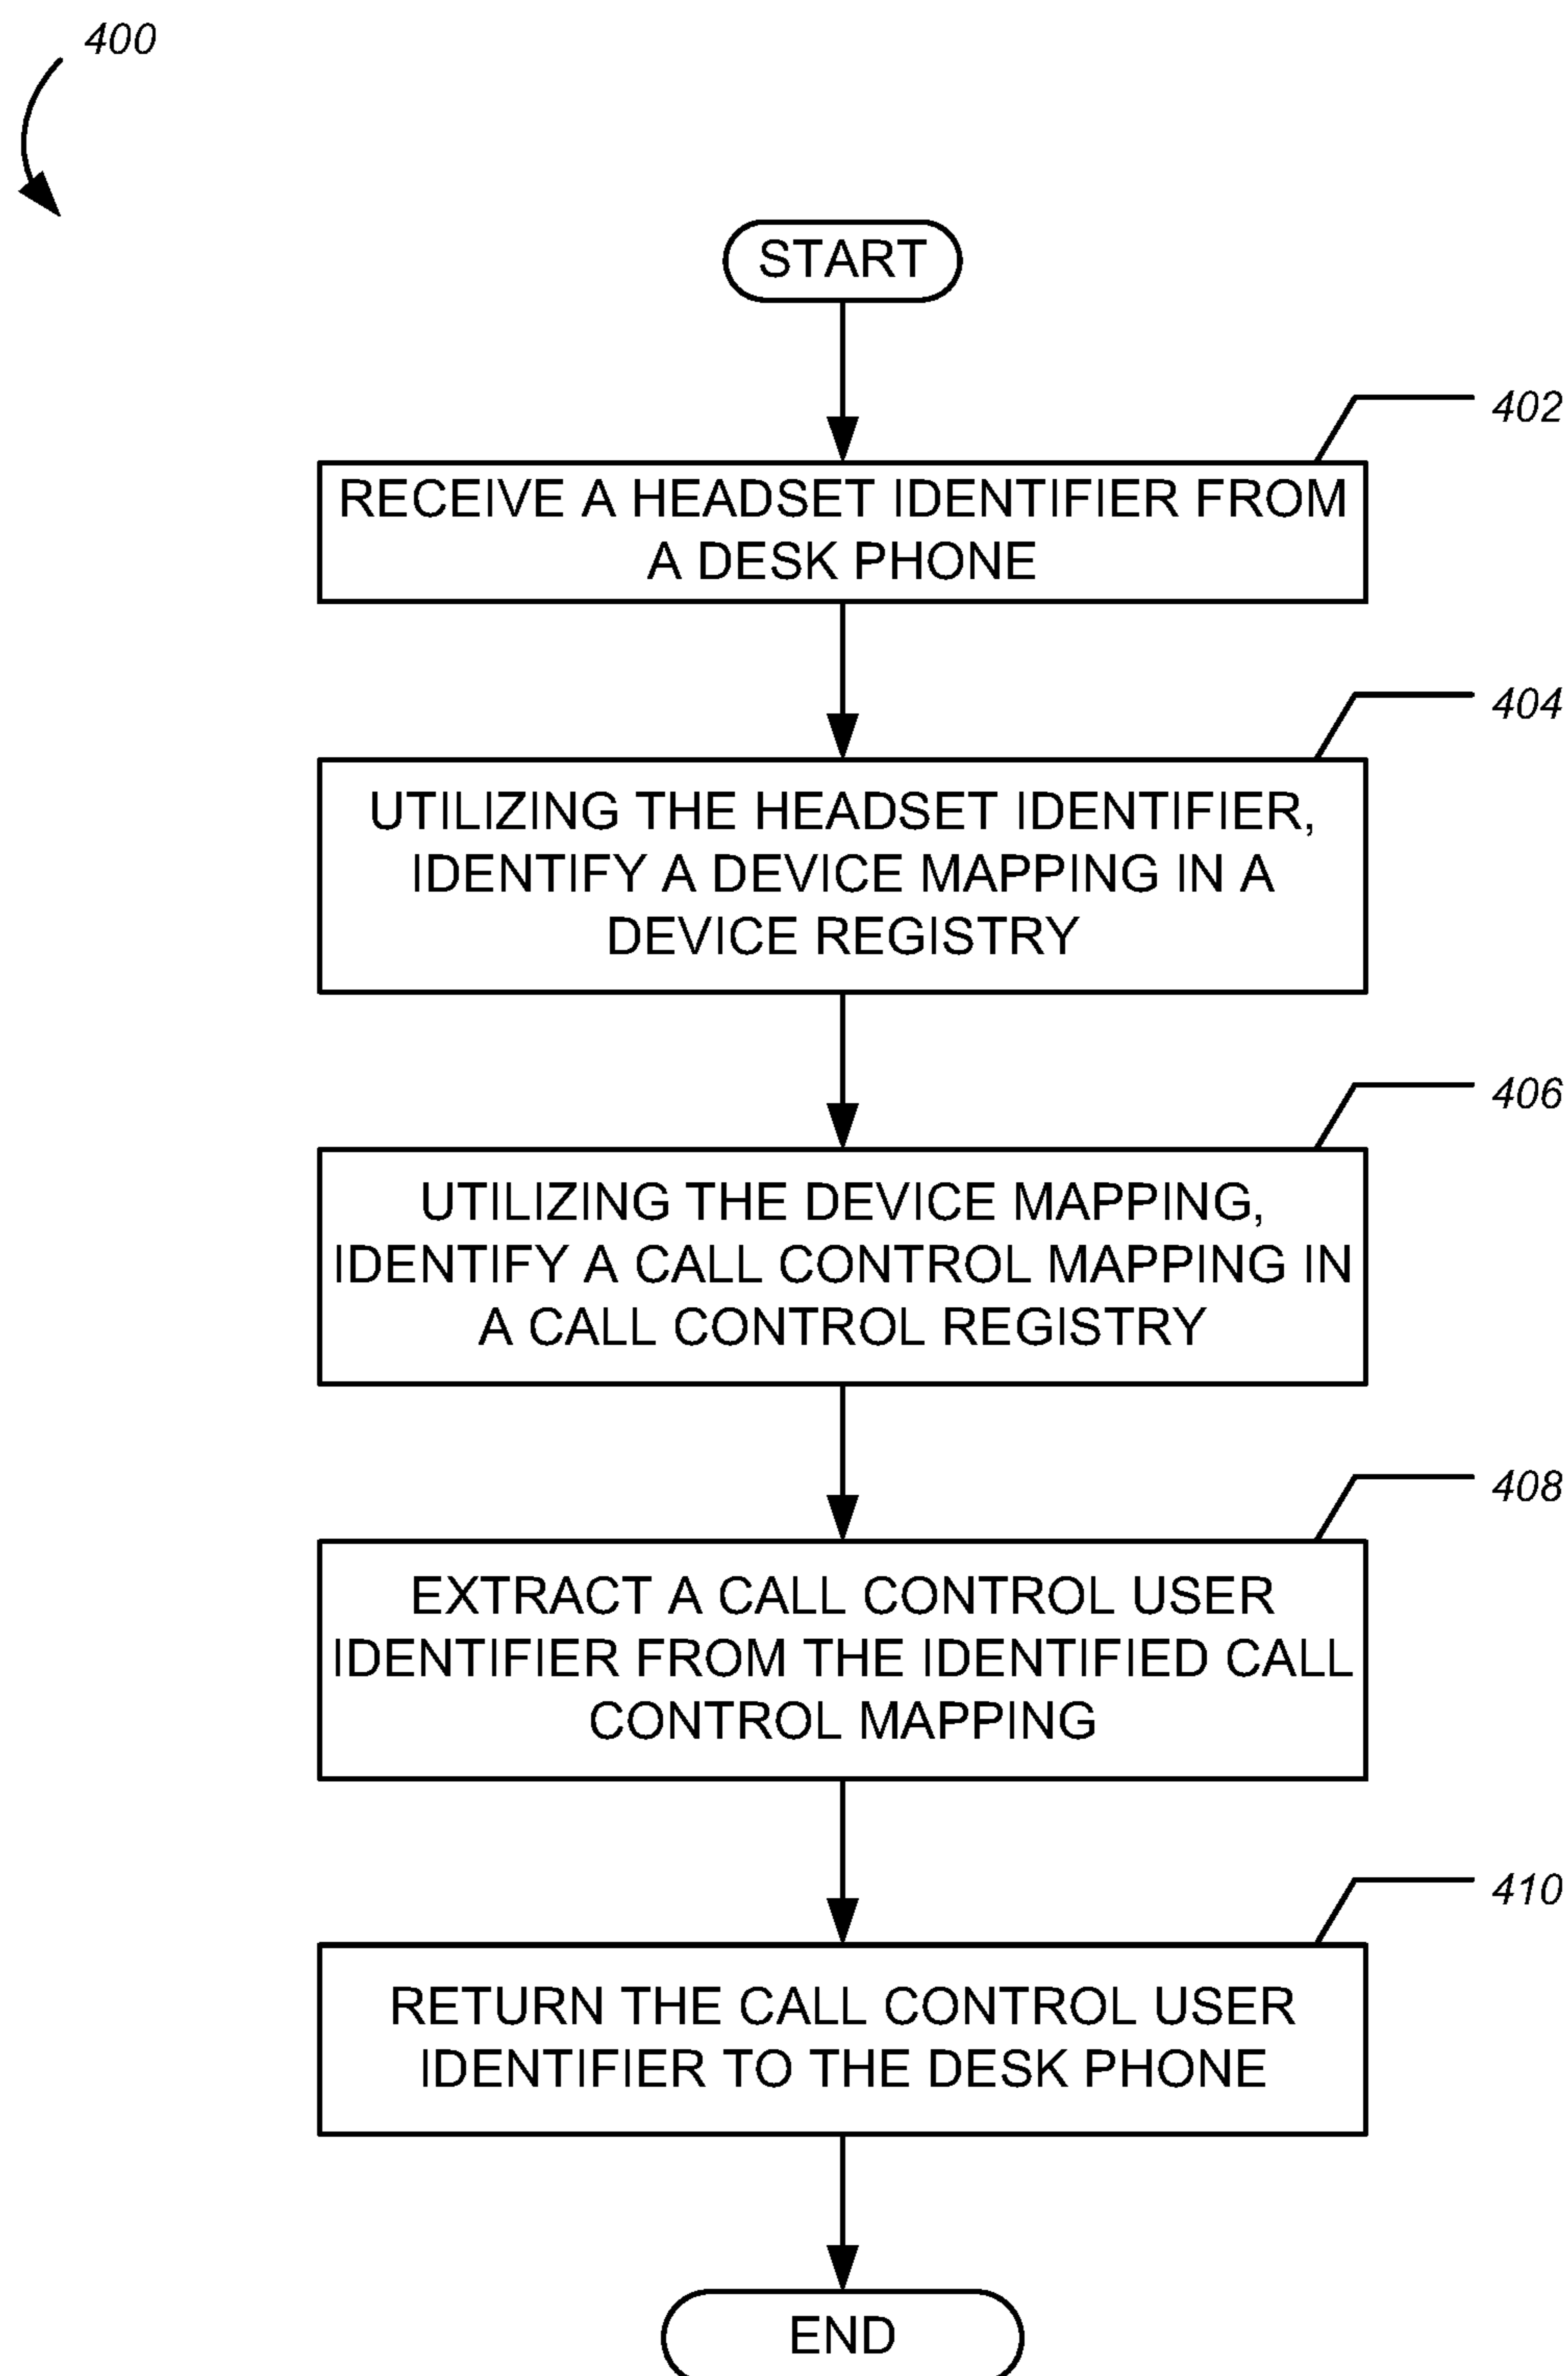 400
START
402
RECEIVE A HEADSET IDENTIFIER FROM
A DESK PHONE
404
UTILIZING THE HEADSET IDENTIFIER,
IDENTIFY A DEVICE MAPPING IN A
DEVICE REGISTRY
406
UTILIZING THE DEVICE MAPPING,
IDENTIFY A CALL CONTROL MAPPING IN
A CALL CONTROL REGISTRY
408
EXTRACT A CALL CONTROL USER
IDENTIFIER FROM THE IDENTIFIED CALL
CONTROL MAPPING
410
RETURN THE CALL CONTROL USER
IDENTIFIER TO THE DESK PHONE
END